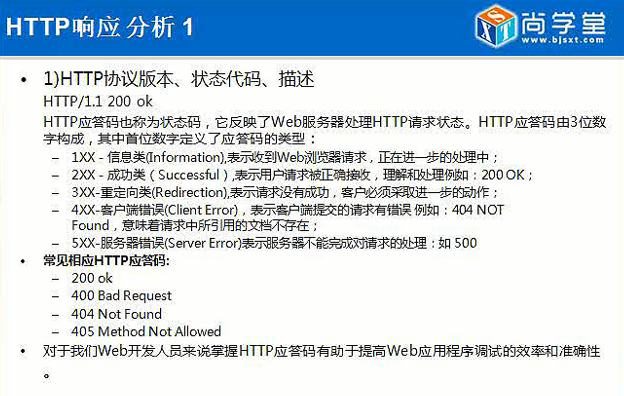 HTTP响应 分析 1
SXT
尚学堂
www.bjsxt.com
• 1)HTTP协议版本、状态代码、描述
HTTP/1.1 200 ok
HTTP应答码也称为状态码，它反映了Web服务器处理HTTP请求状态。HTTP应答码由3位数
字构成，其中首位数字定义了应答码的类型：
– 1XX - 信息类(Information),表示收到Web浏览器请求，正在进一步的处理中；
– 2XX - 成功类（Successful）,表示用户请求被正确接收，理解和处理例如：200 OK；
– 3XX-重定向类(Redirection),表示请求没有成功，客户必须采取进一步的动作；
– 4XX-客户端错误(Client Error)，表示客户端提交的请求有错误 例如：404 NOT
Found，意味着请求中所引用的文档不存在；
– 5XX-服务器错误(Server Error)表示服务器不能完成对请求的处理：如 500
• 常见相应HTTP应答码:
– 200 ok
– 400 Bad Request
– 404 Not Found
– 405 Method Not Allowed
• 对于我们Web开发人员来说掌握HTTP应答码有助于提高Web应用程序调试的效率和准确性
。